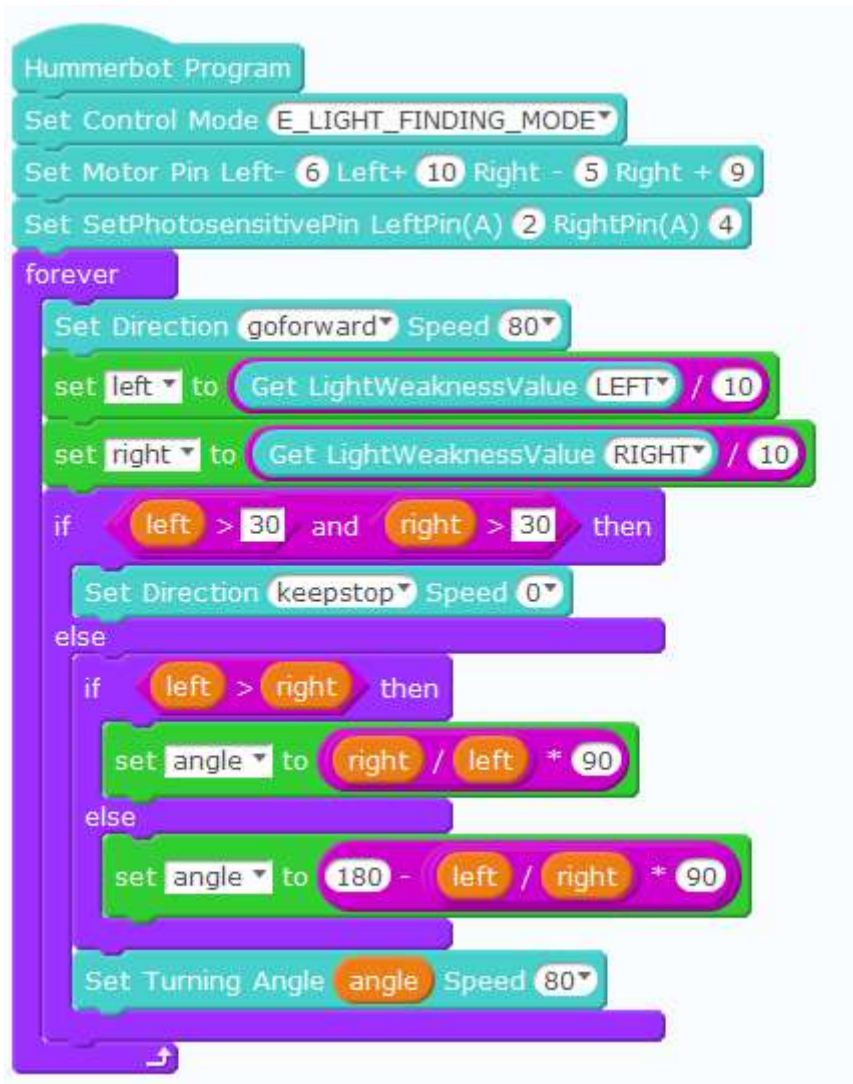 Hummerbot Program
Set Control Mode E_LIGHT_FINDING_MODE
Set Motor Pin Left- 6 Left+ 10 Right - 5 Right + 9
Set SetPhotosensitivePin LeftPin(A) 2 RightPin(A) 4
forever
Set Direction goforward Speed 80
set left to Get LightWeaknessValue LEFT / 10
set right to Get LightWeaknessValue RIGHT / 10
if left > 30 and right > 30 then
Set Direction keepstop Speed 0
else
if left > right then
set angle to right / left * 90
else
set angle to 180 - left / right * 90
Set Turning Angle angle Speed 80